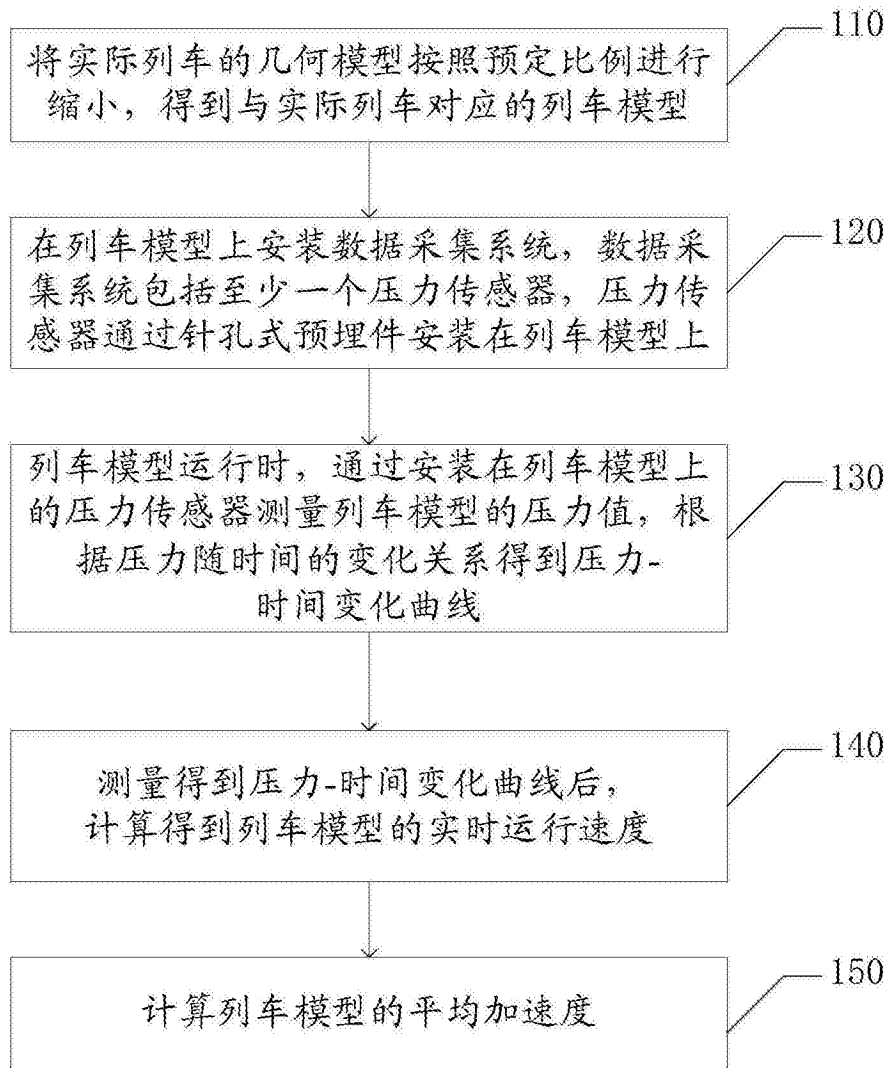 110
将实际列车的几何模型按照预定比例进行
缩小，得到与实际列车对应的列车模型
120
在列车模型上安装数据采集系统，数据采
集系统包括至少一个压力传感器，压力传
感器通过针孔式预埋件安装在列车模型上
130
列车模型运行时，通过安装在列车模型上
的压力传感器测量列车模型的压力值，根
据压力随时间的变化关系得到压力-
时间变化曲线
140
测量得到压力-时间变化曲线后，
计算得到列车模型的实时运行速度
150
计算列车模型的平均加速度